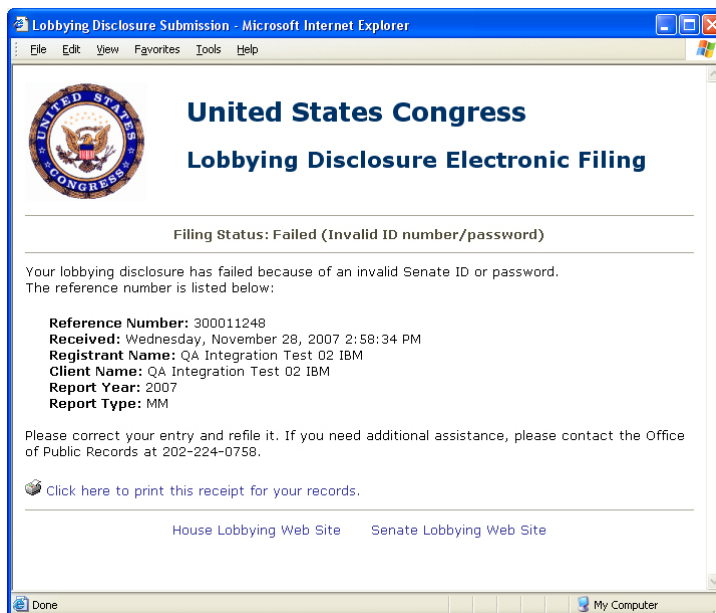 Lobbying Disclosure Submission - Microsoft Internet Explorer
File Edit View Favorites Tools Help
UNITED STATES
CONGRESS
United States Congress
Lobbying Disclosure Electronic Filing
Filing Status: Failed (Invalid ID number/password)
Your lobbying disclosure has failed because of an invalid Senate ID or password.
The reference number is listed below:
Reference Number: 300011248
Received: Wednesday, November 28, 2007 2:58:34 PM
Registrant Name: QA Integration Test 02 IBM
Client Name: QA Integration Test 02 IBM
Report Year: 2007
Report Type: MM
Please correct your entry and refile it. If you need additional assistance, please contact the Office
of Public Records at 202-224-0758.
Click here to print this receipt for your records.
House Lobbying Web Site Senate Lobbying Web Site
Done My Computer